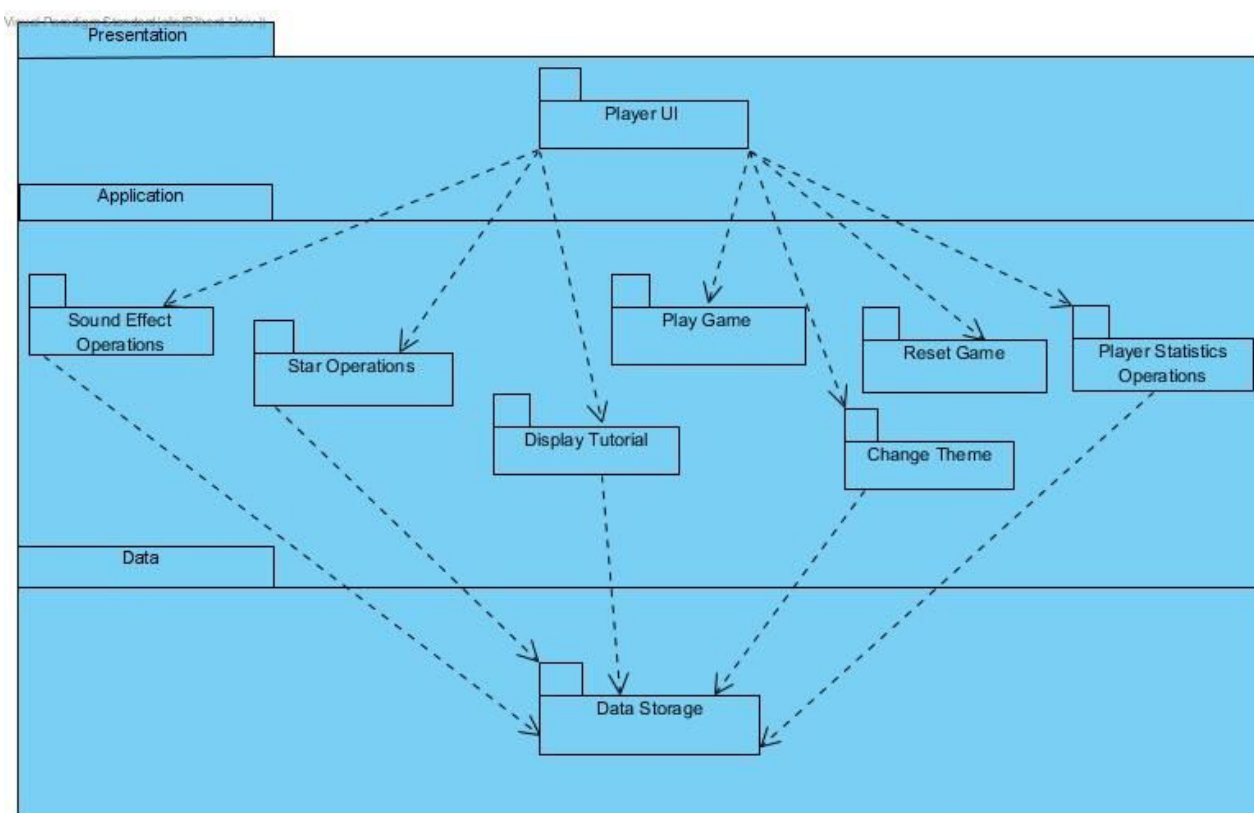 Presentation
Player UI
Application
Sound Effect
Operations
Star Operations
Display Tutorial
Play Game
Change Theme
Reset Game
Player Statistics
Operations
Data
Data Storage